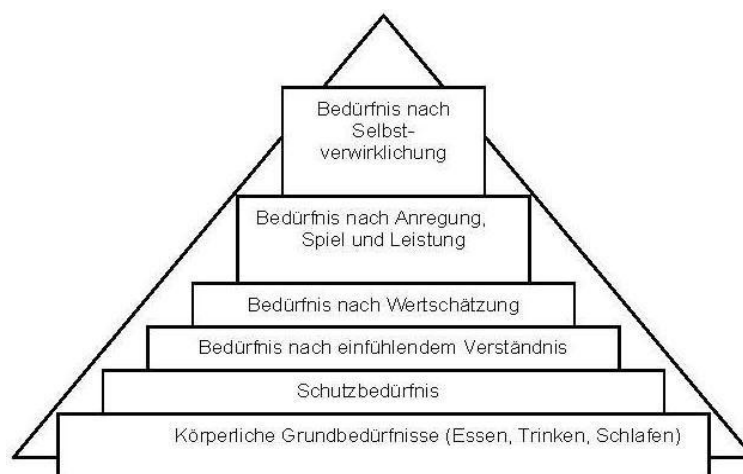 Bedürfnis nach
Selbst-
verwirklichung
Bedürfnis nach Anregung,
Spiel und Leistung
Bedürfnis nach Wertschätzung
Bedürfnis nach einfühlendem Verständnis
Schutzbedürfnis
Körperliche Grundbedürfnisse (Essen, Trinken, Schlafen)